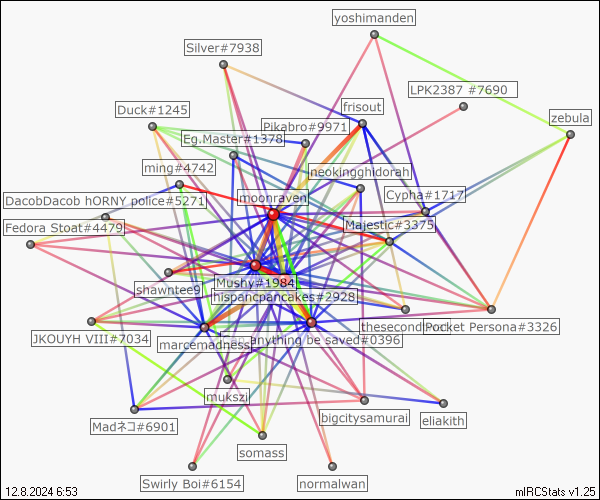 yoshimanden
Silver#7938
LPK2387 #7690
Duck#1245
frisout
zebula
Pikabro#9971
Eg.Master#1378
ming#4742
neokingghidorah
DacobDacob hORNY police#5271
moonraven
Cypha#1717
Fedora Stoat#4479
Majestic#3375
shawntee9
Mushy#1984
hispancpancakes#2928
thesecond
Pocket Persona#3326
JKOUYH VIII#7034
marcemadness
anything be saved#0396
mukszi
bigcitysamurai
eliakith
Madネコ#6901
somass
Swirly Boi#6154
normalwan
12.8.2024 6:53
mIRCStats v1.25